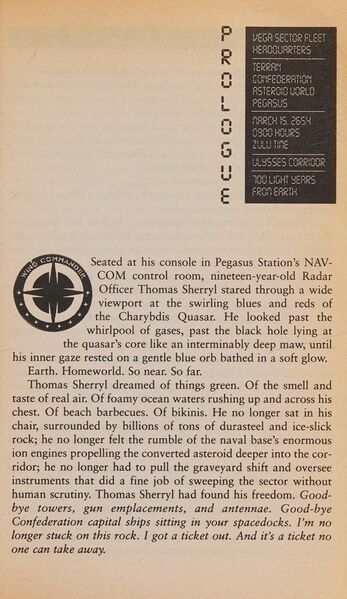 PROLOGUE
VEGA SECTOR FLEET
HEADQUARTERS
TERRAN
CONFEDERATION
ASTEROID WORLD
PEGASUS
MARCH 15, 2654
0900 HOURS
ZULU TIME
ULYSSES CORRIDOR
700 LIGHT YEARS
FROM EARTH
WING COMMANDER
Seated at his console in Pegasus Station's NAV-
COM control room, nineteen-year-old Radar
Officer Thomas Sherryl stared through a wide
viewport at the swirling blues and reds of
the Charybdis Quasar. He looked past the
whirlpool of gases, past the black hole lying at
the quasar's core like an interminably deep maw, until
his inner gaze rested on a gentle blue orb bathed in a soft glow.
Earth. Homeworld. So near. So far.
Thomas Sherryl dreamed of things green. Of the smell and
taste of real air. Of foamy ocean waters rushing up and across his
chest. Of beach barbecues. Of bikinis. He no longer sat in his
chair, surrounded by billions of tons of durasteel and ice-slick
rock; he no longer felt the rumble of the naval base's enormous
ion engines propelling the converted asteroid deeper into the cor-
ridor; he no longer had to pull the graveyard shift and oversee
instruments that did a fine job of sweeping the sector without
human scrutiny. Thomas Sherryl had found his freedom. Good-
bye towers, gun emplacements, and antennae. Good-bye
Confederation capital ships sitting in your spacedocks. I'm no
longer stuck on this rock. I got a ticket out. And it's a ticket no
one can take away.